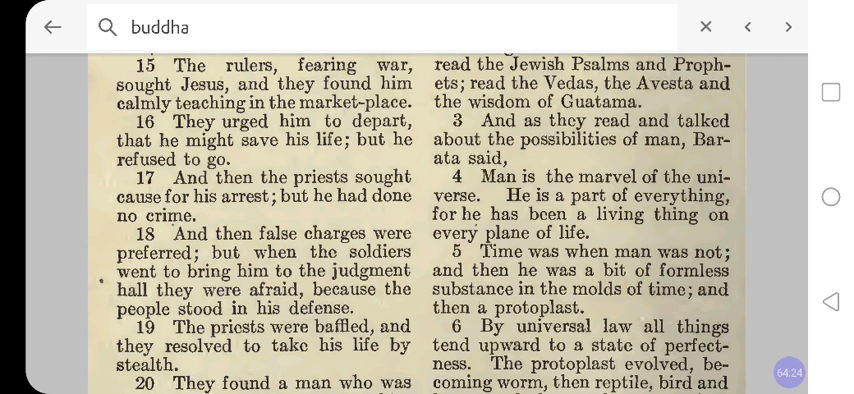 buddha
15 The rulers, fearing war,
sought Jesus, and they found him
calmly teaching in the market-place.
16 They urged him to depart,
that he might save his life; but he
refused to go.
17 And then the priests sought
cause for his arrest; but he had done
no crime.
18 And then false charges were
preferred; but when the soldiers
went to bring him to the judgment
hall they were afraid, because the
people stood in his defense.
19 The priests were baffled, and
they resolved to take his life by
stealth.
20 They found a man who was
read the Jewish Psalms and Proph-
ets; read the Vedas, the Avesta and
the wisdom of Guatama.
3 And as they read and talked
about the possibilities of man, Bar-
ata said,
4 Man is the marvel of the uni-
verse. He is a part of everything,
for he has been a living thing on
every plane of life.
5 Time was when man was not;
and then he was a bit of formless
substance in the molds of time; and
then a protoplast.
6 By universal law all things
tend upward to a state of perfect-
ness. The protoplast evolved, be-
coming worm, then reptile, bird and
64:24